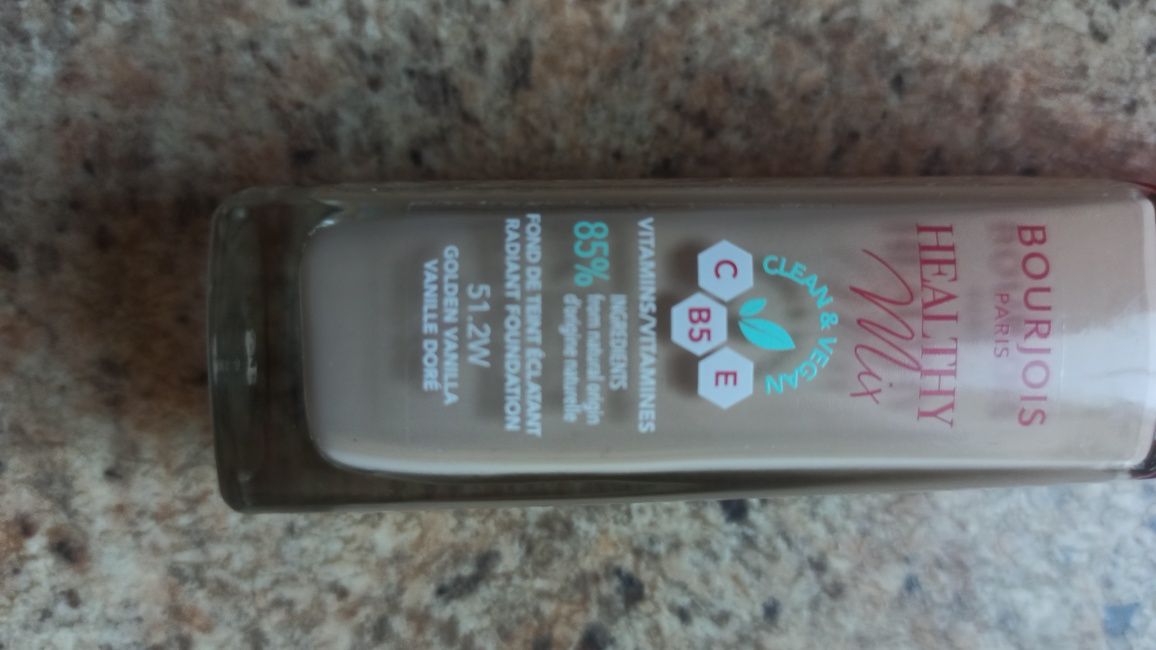 BOURJOIS
PARIS
HEALTHY
Mix
CLEAN & VEGAN
C
B5
E
VITAMINS/VITAMINES
85%
INGREDIENTS
from natural origin
d'origine naturelle
FOND DE TEINT ÉCLATANT
RADIANT FOUNDATION
51.2W
GOLDEN VANILLA
VANILLE DORÉ